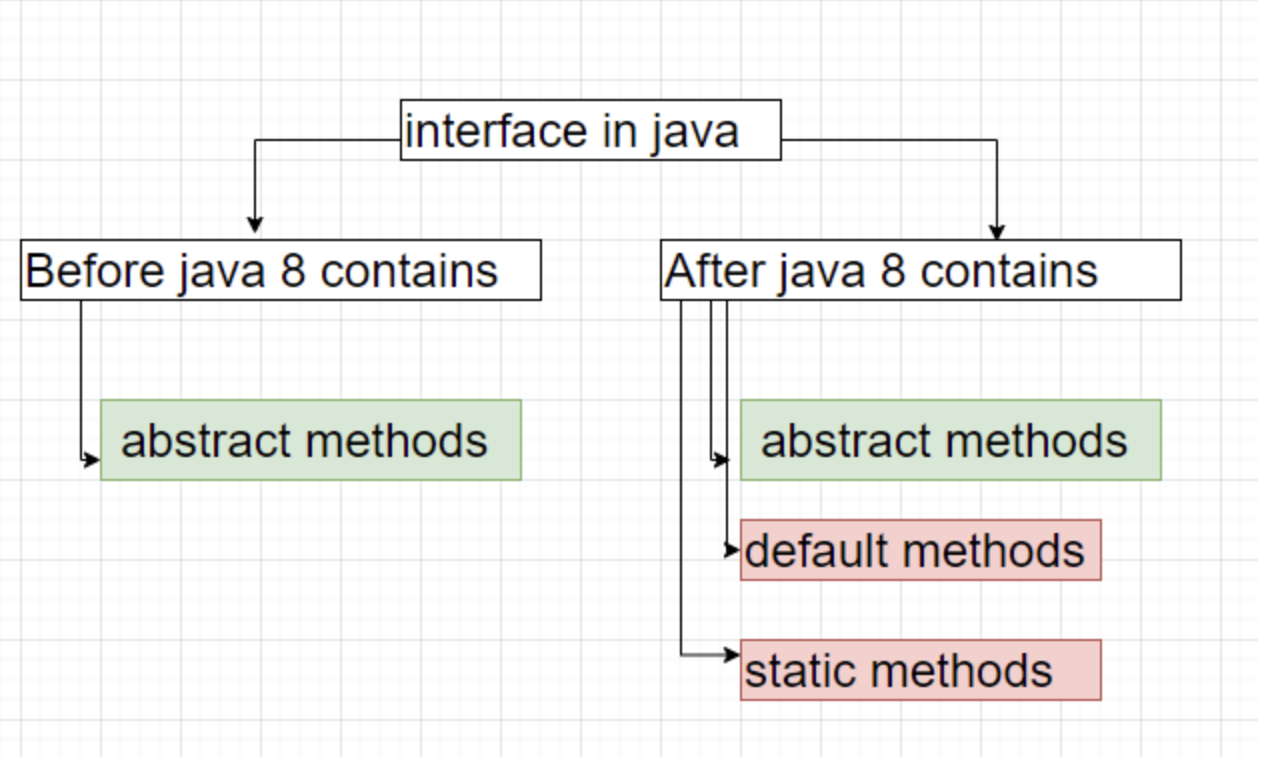 interface in java
Before java 8 contains
After java 8 contains
abstract methods
abstract methods
default methods
static methods